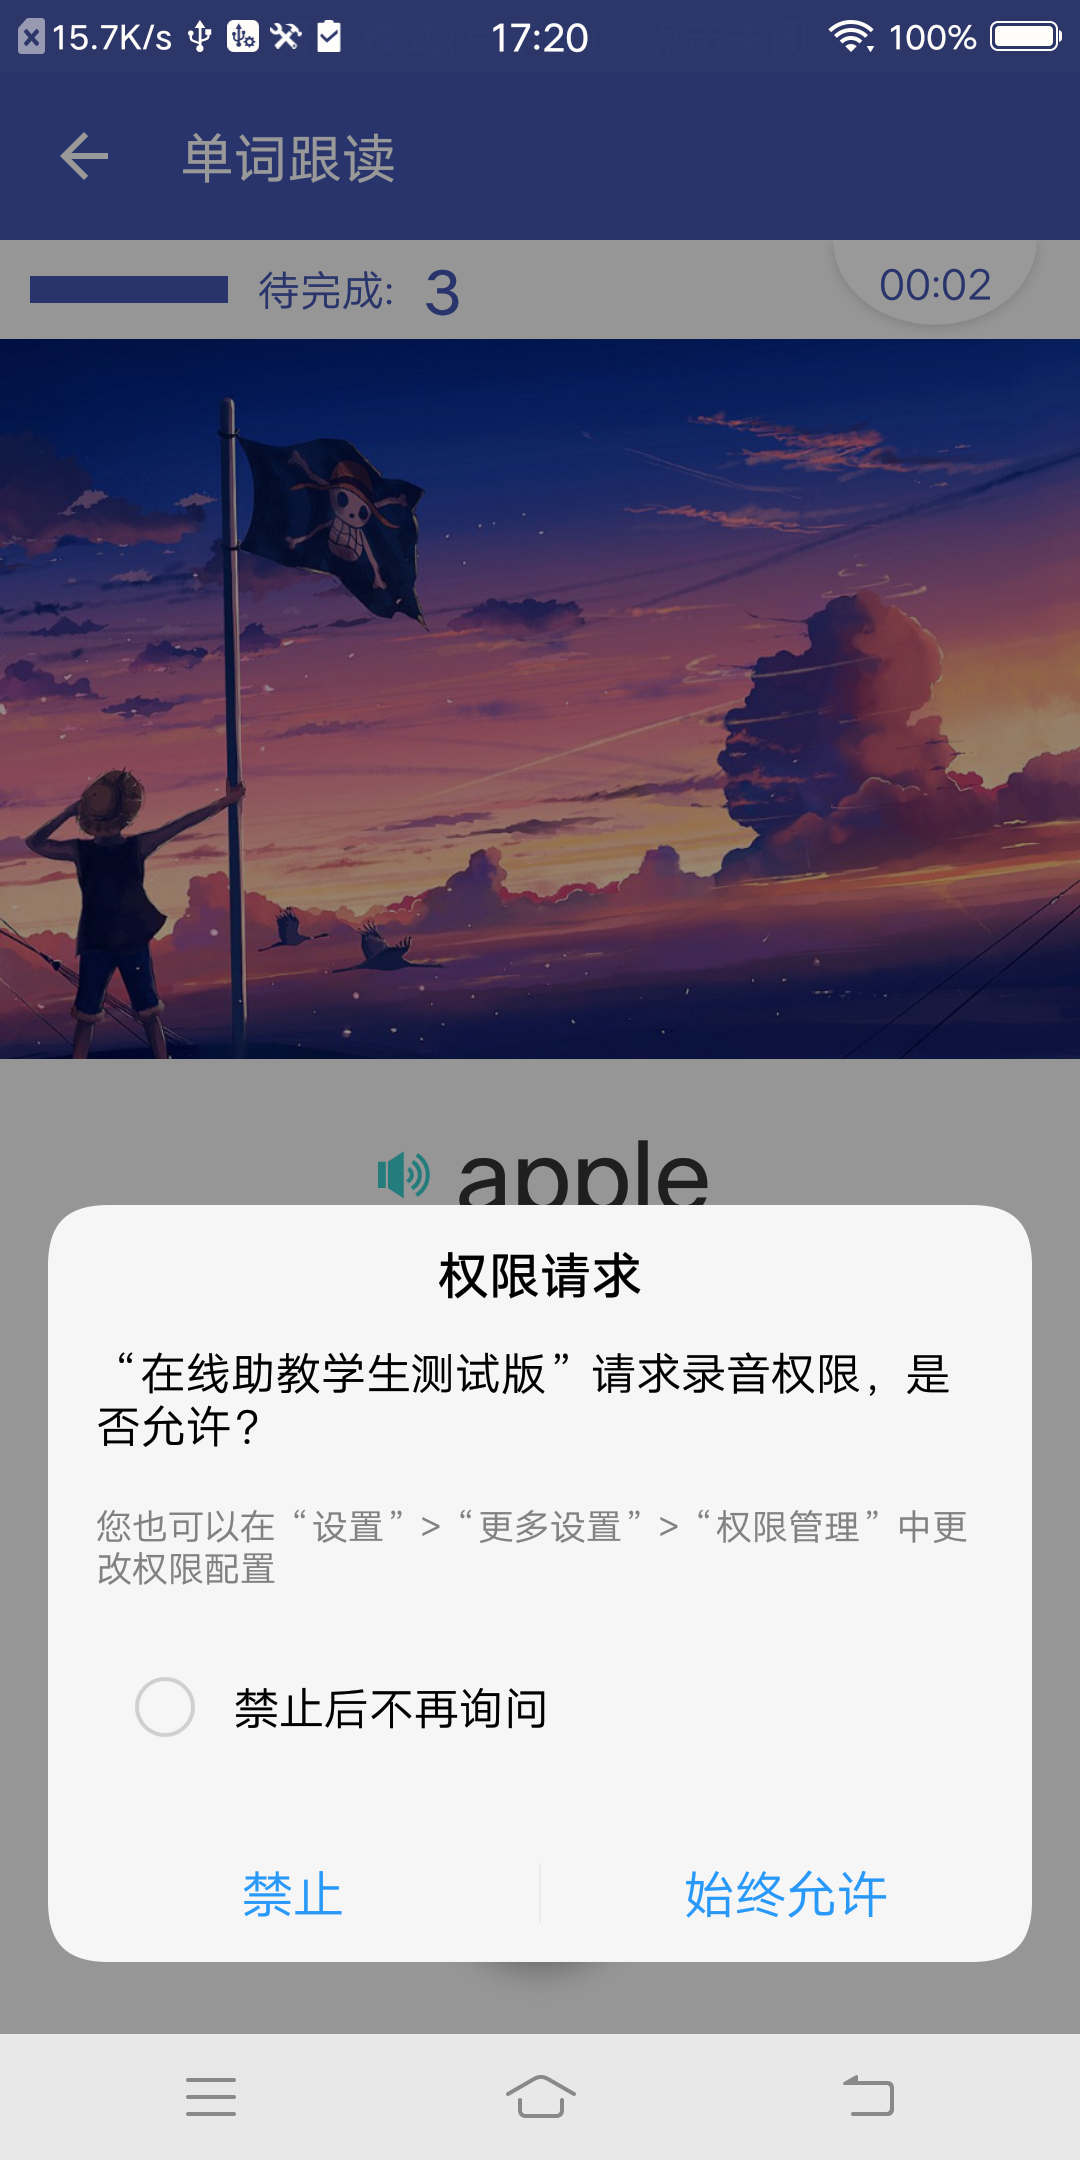 15.7K/s 17:20 100%
单词跟读
待完成: 3 00:02
apple
权限请求
“在线助教学生测试版”请求录音权限，是
否允许？
您也可以在“设置”>“更多设置”>“权限管理”中更
改权限配置
禁止后不再询问
禁止 始终允许